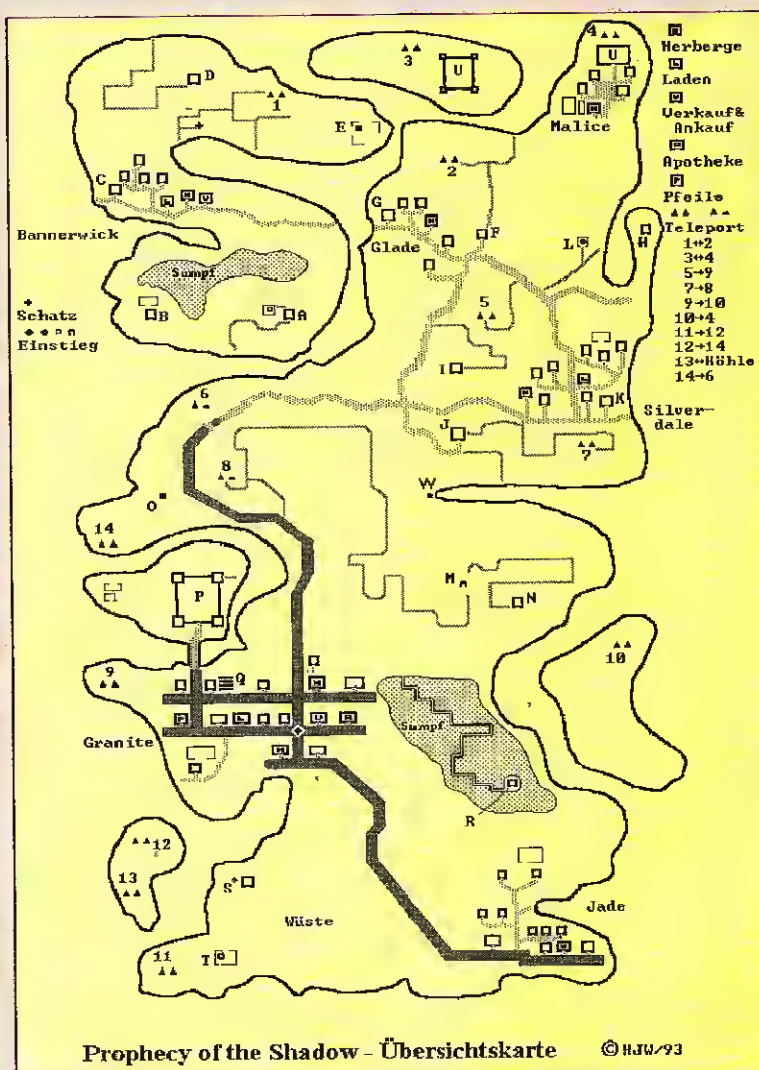 4
U
Malice
3
U
D
1
E
C
Bannerwick
2
G
F
Glade
L
H
Sumpf
B
A
5
I
K
J
Silver-
dale
7
Herberge
Laden
Verkauf&
Ankauf
Apotheke
Pfeile
Teleport
1↔2
3↔4
5→9
7→8
9→10
10→4
11→12
12→14
13↔Höhle
14→6
Schatz
Einstieg
6
8
O
W
14
P
M
N
9
Q
10
Sumpf
Granite
R
12
13
S
Wüste
Jade
11
T
Prophecy of the Shadow - Übersichtskarte © HJW/93